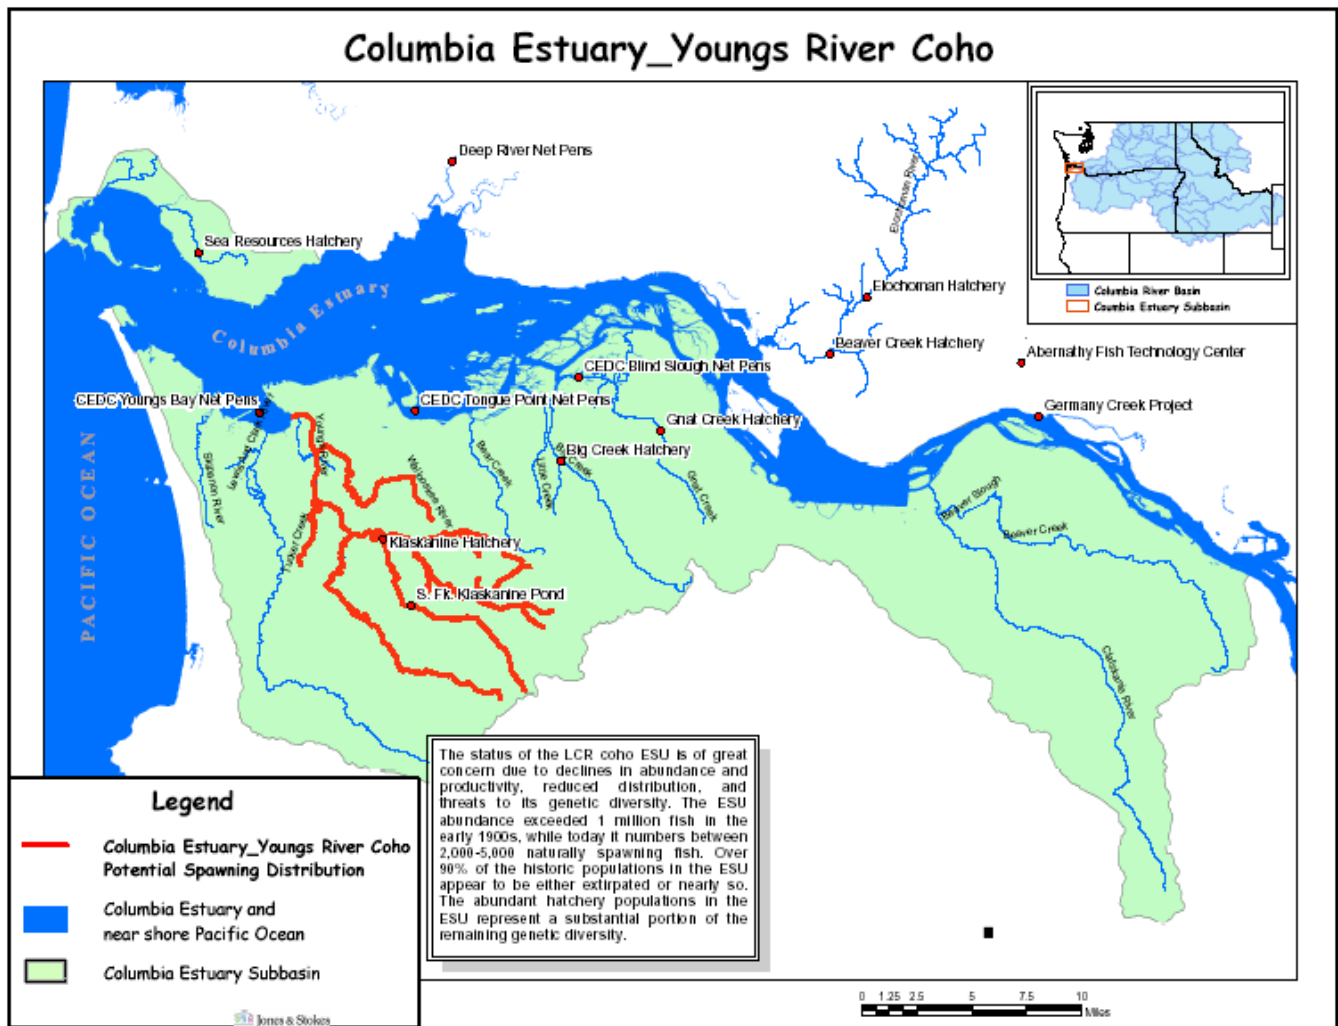 Columbia Estuary_Youngs River Coho
Deep River Net Pens
Sea Resources Hatchery
Elochoman River
Elochoman Hatchery
Beaver Creek Hatchery
Columbia River Basin
Coumbia Estuary Subbasin
Abernathy Fish Technology Center
Germany Creek Project
Columbia Estuary
CEDC Blind Slough Net Pens
CEDC Youngs Bay Net Pens
CEDC Tongue Point Net Pens
Gnat Creek Hatchery
Big Creek Hatchery
PACIFIC OCEAN
Skipanon River
Youngs River
Wallooskee River
Bear Creek
Little Creek
Gnat Creek
Tucker Creek
Beaver Slough
Beaver Creek
Klaskanine Hatchery
S. Fk. Klaskanine Pond
Clatskanie River
The status of the LCR coho ESU is of great
concern due to declines in abundance and
productivity, reduced distribution, and
threats to its genetic diversity. The ESU
abundance exceeded 1 million fish in the
early 1900s, while today it numbers between
2,000-5,000 naturally spawning fish. Over
90% of the historic populations in the ESU
appear to be either extirpated or nearly so.
The abundant hatchery populations in the
ESU represent a substantial portion of the
remaining genetic diversity.
Legend
Columbia Estuary_Youngs River Coho
Potential Spawning Distribution
Columbia Estuary and
near shore Pacific Ocean
Columbia Estuary Subbasin
Jones & Stokes
0 1.25 2.5 5 7.5 10
Miles